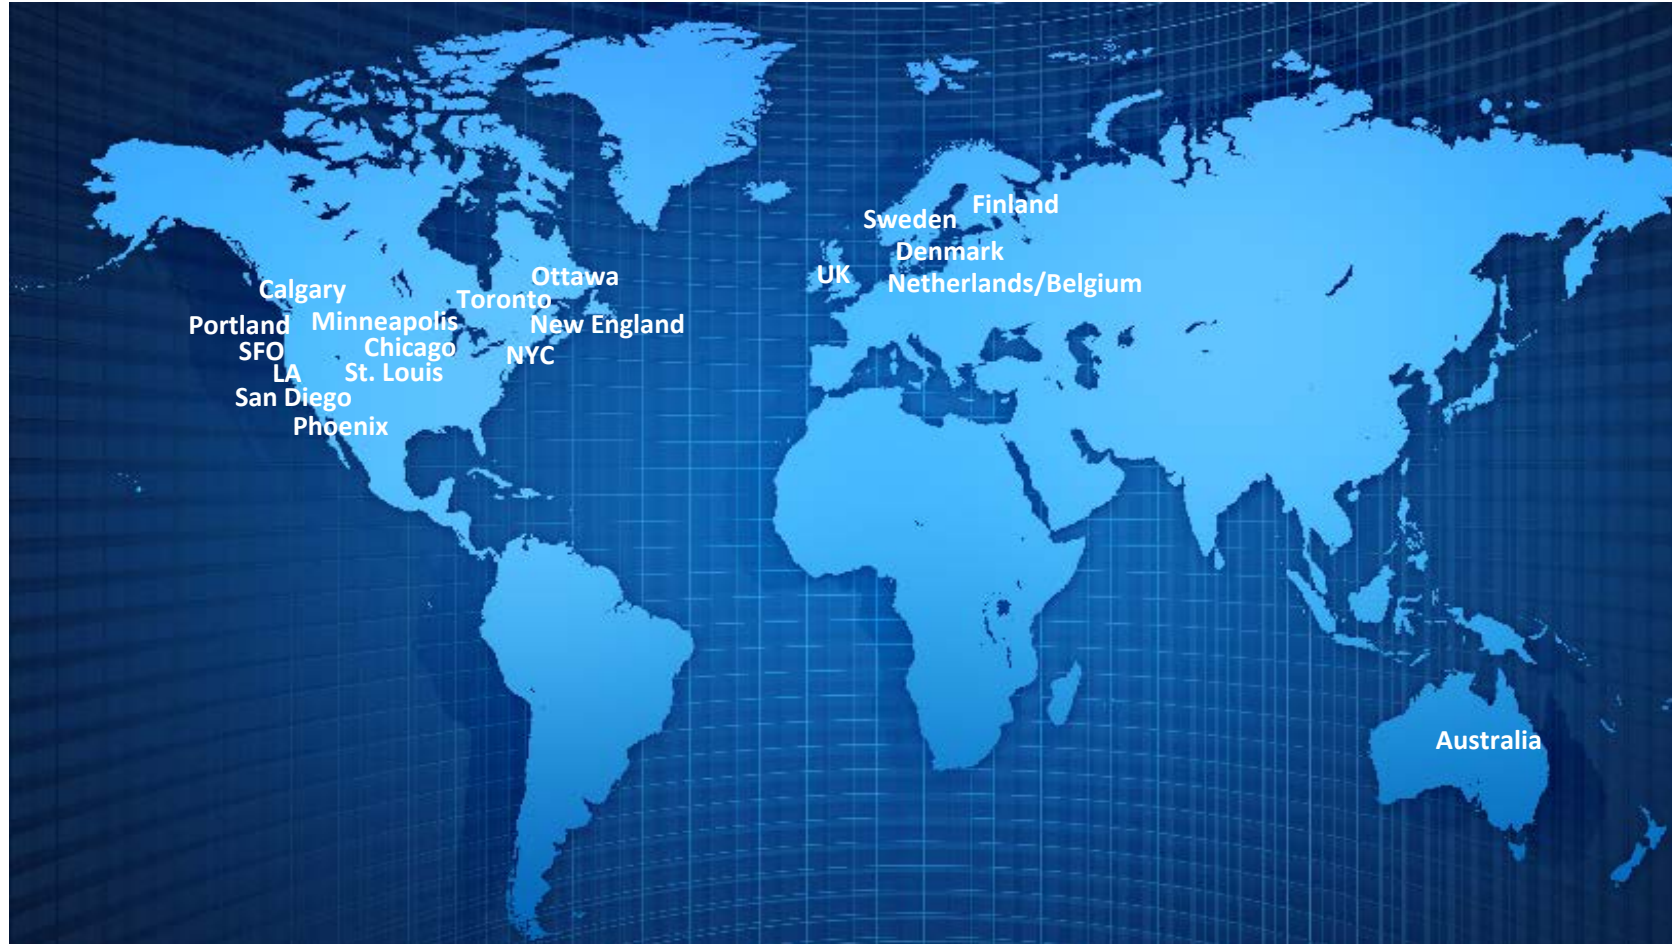 Finland
Sweden
Denmark
UK
Netherlands/Belgium
Ottawa
Calgary
Toronto
Portland
Minneapolis
New England
SFO
Chicago
NYC
LA
St. Louis
San Diego
Phoenix
Australia